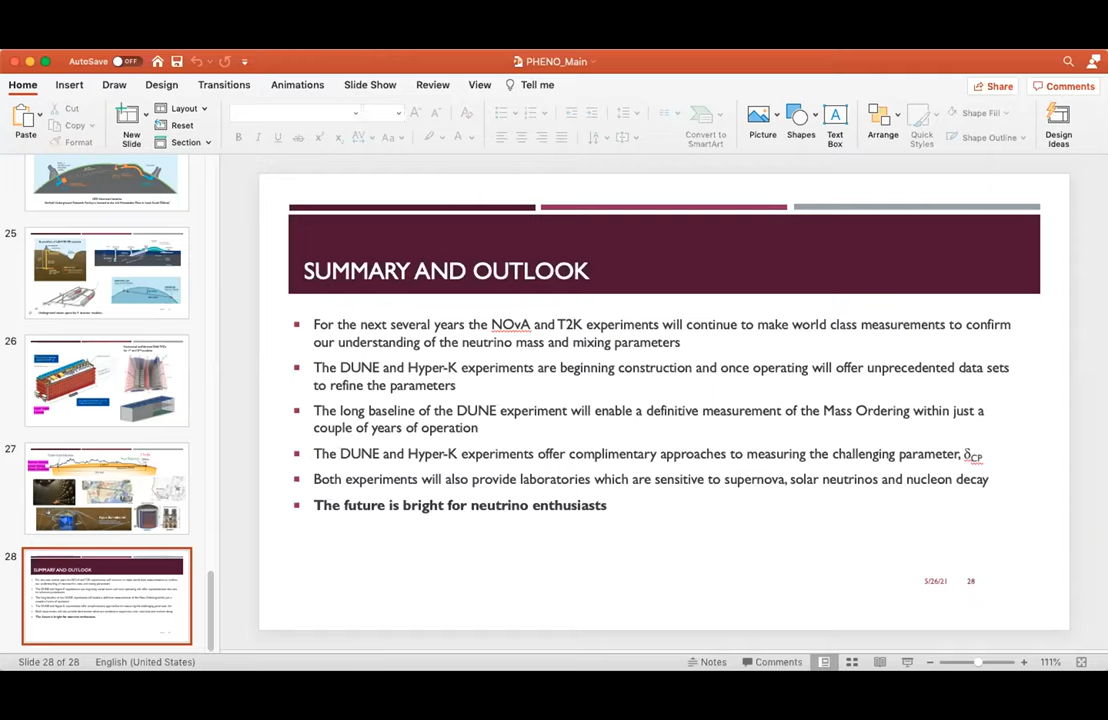 AutoSave OFF
PHENO_Main
Home Insert Draw Design Transitions Animations Slide Show Review View Tell me
Share Comments
Paste
Cut
Copy
Format
New
Slide
Layout
Reset
Section
Convert to
SmartArt
Picture
Shapes
Text
Box
Arrange
Quick
Styles
Shape Fill
Shape Outline
Design
Ideas
25
26
27
28
SUMMARY AND OUTLOOK
SUMMARY AND OUTLOOK
For the next several years the NOvA and T2K experiments will continue to make world class measurements to confirm
our understanding of the neutrino mass and mixing parameters
The DUNE and Hyper-K experiments are beginning construction and once operating will offer unprecedented data sets
to refine the parameters
The long baseline of the DUNE experiment will enable a definitive measurement of the Mass Ordering within just a
couple of years of operation
The DUNE and Hyper-K experiments offer complimentary approaches to measuring the challenging parameter, δCP
Both experiments will also provide laboratories which are sensitive to supernova, solar neutrinos and nucleon decay
The future is bright for neutrino enthusiasts
5/26/21 28
Slide 28 of 28 English (United States)
Notes Comments 111%